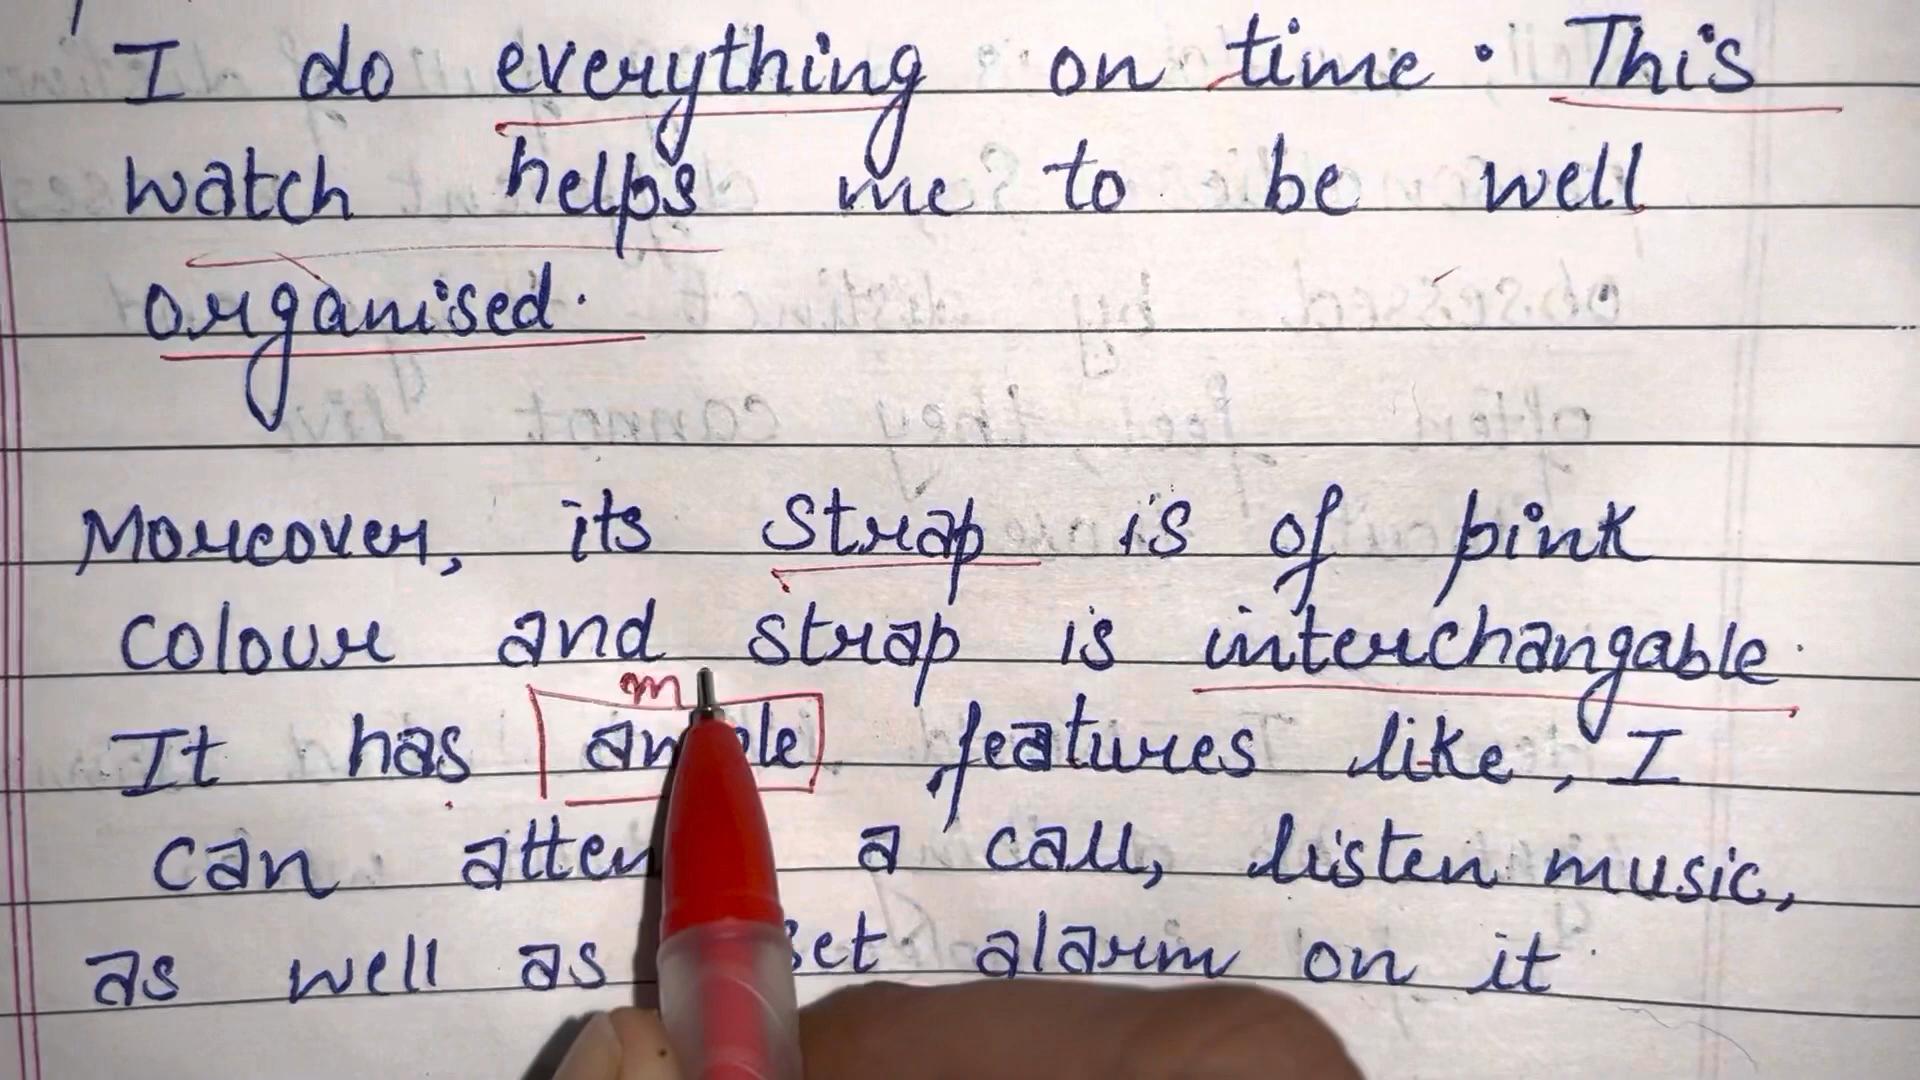 I do everything on time. This
watch helps me to be well
organised.
Moreover, its strap is of pink
colour and strap is interchangable.
m
It has features like, I
can a call, listen music,
as well as set alarm on it